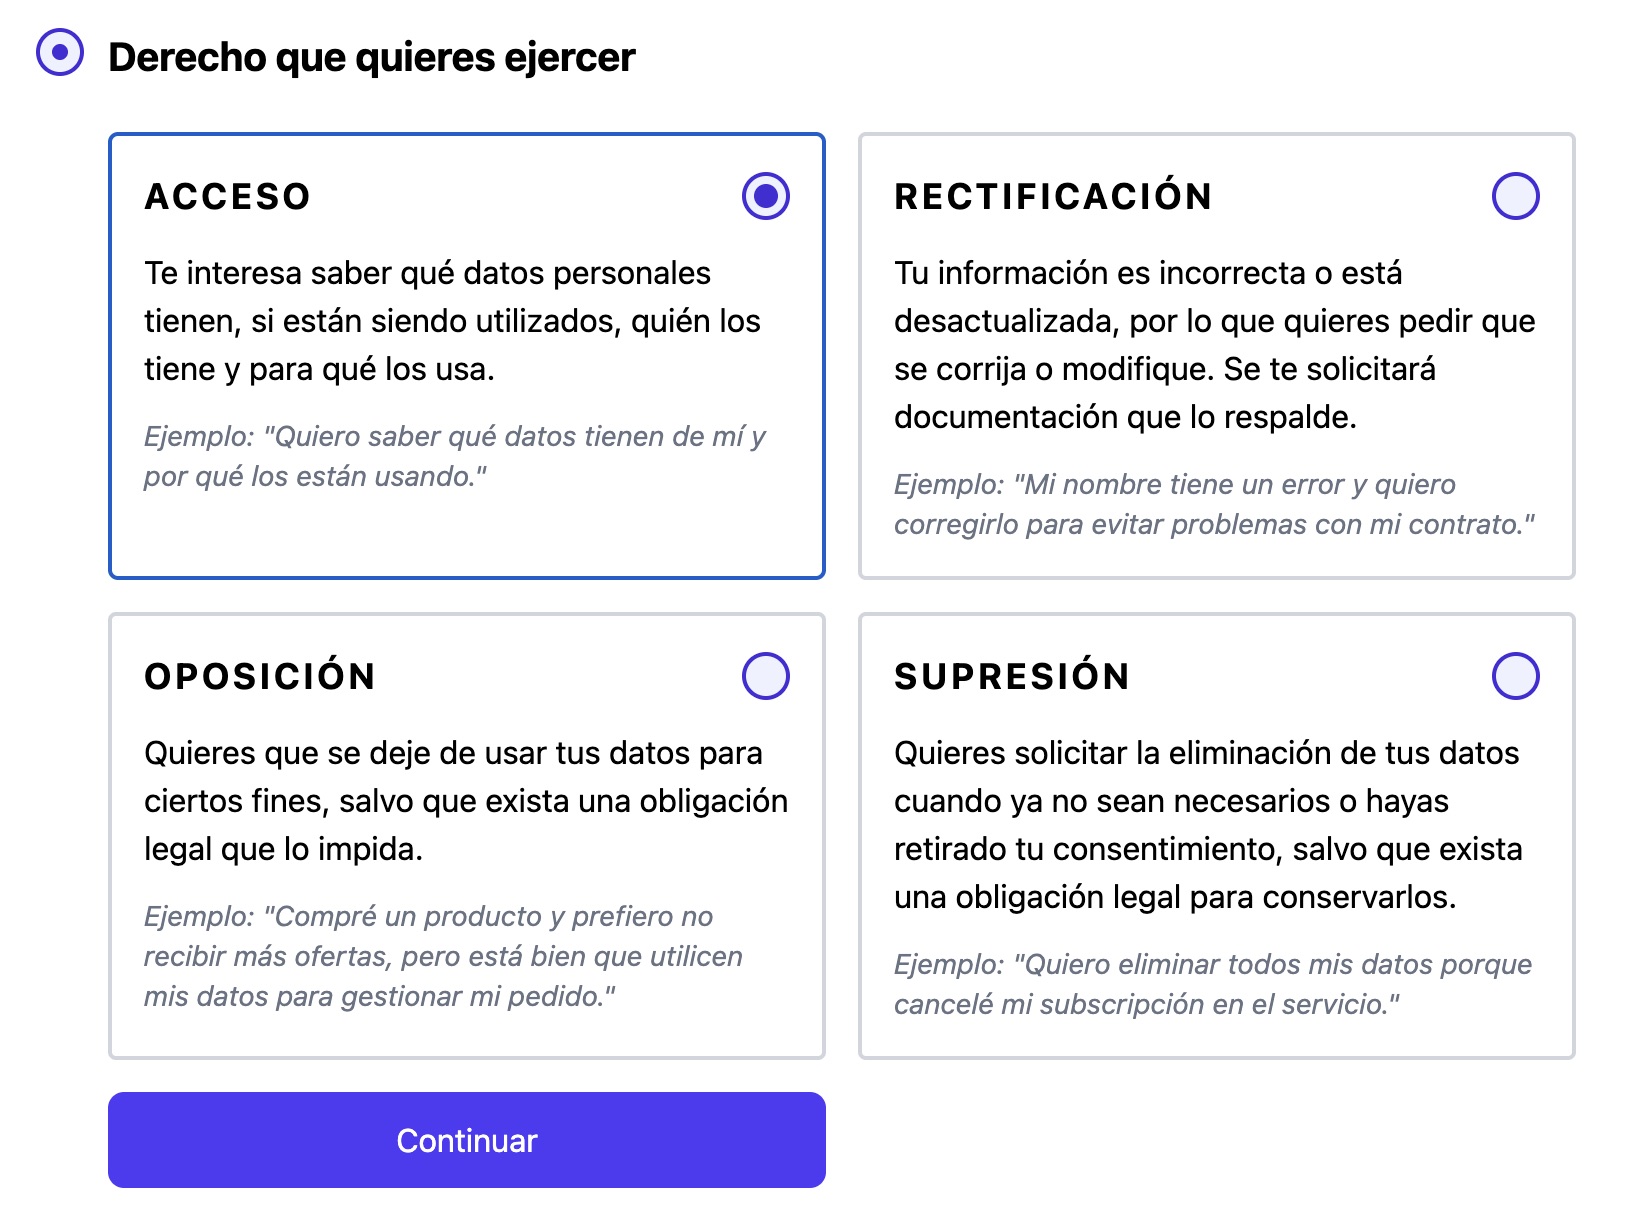 Derecho que quieres ejercer
ACCESO
Te interesa saber qué datos personales
tienen, si están siendo utilizados, quién los
tiene y para qué los usa.
Ejemplo: "Quiero saber qué datos tienen de mí y
por qué los están usando."
RECTIFICACIÓN
Tu información es incorrecta o está
desactualizada, por lo que quieres pedir que
se corrija o modifique. Se te solicitará
documentación que lo respalde.
Ejemplo: "Mi nombre tiene un error y quiero
corregirlo para evitar problemas con mi contrato."
OPOSICIÓN
Quieres que se deje de usar tus datos para
ciertos fines, salvo que exista una obligación
legal que lo impida.
Ejemplo: "Compré un producto y prefiero no
recibir más ofertas, pero está bien que utilicen
mis datos para gestionar mi pedido."
SUPRESIÓN
Quieres solicitar la eliminación de tus datos
cuando ya no sean necesarios o hayas
retirado tu consentimiento, salvo que exista
una obligación legal para conservarlos.
Ejemplo: "Quiero eliminar todos mis datos porque
cancelé mi subscripción en el servicio."
Continuar